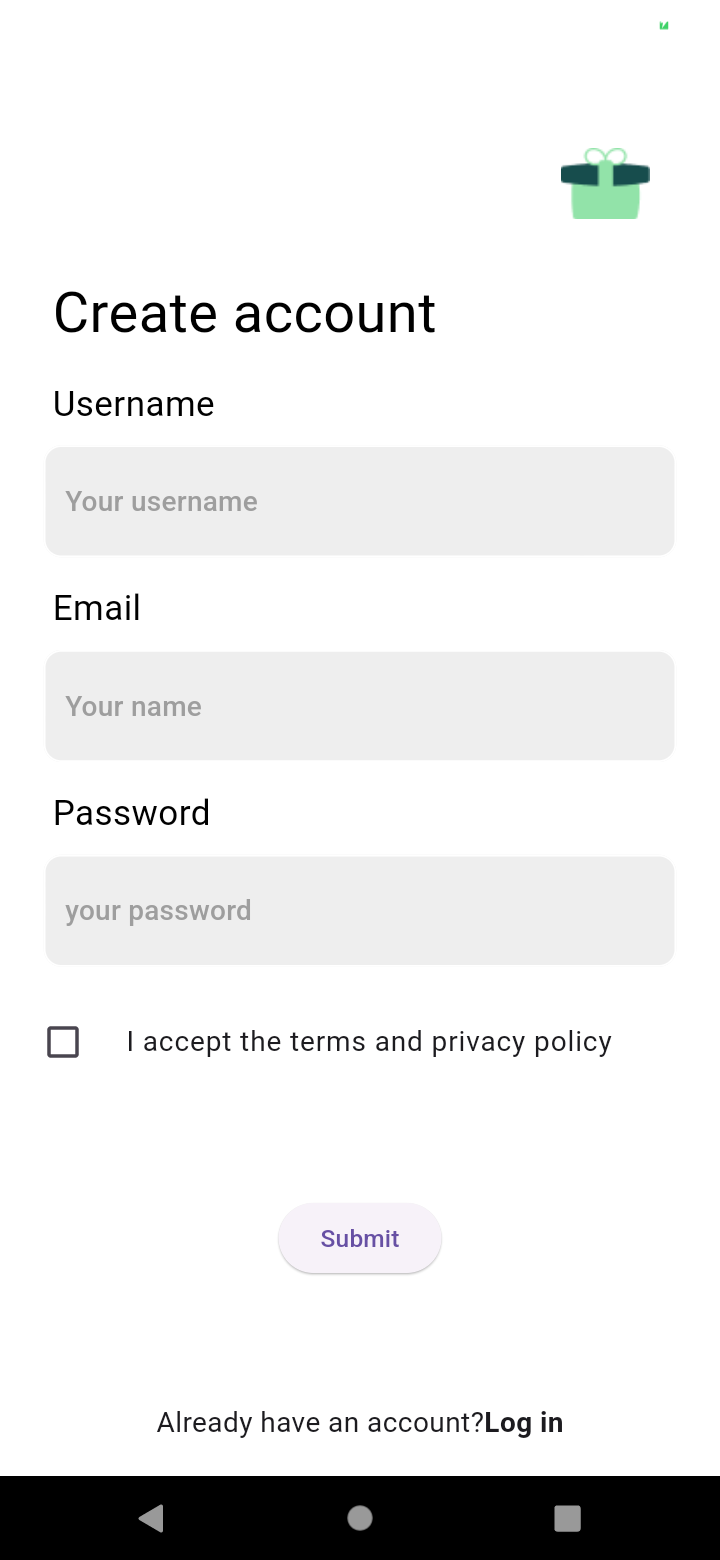 Create account
Username
Your username
Email
Your name
Password
your password
I accept the terms and privacy policy
Submit
Already have an account?Log in